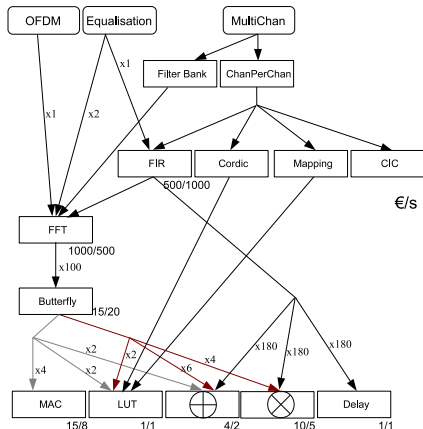 OFDM
Equalisation
MultiChan
Filter Bank
ChanPerChan
x1
x1
x2
FIR
Cordic
Mapping
CIC
500/1000
€/s
FFT
1000/500
x100
Butterfly
15/20
x4
x2
x2
x2
x6
x4
x180
x180
x180
MAC
LUT
Delay
15/8
1/1
4/2
10/5
1/1